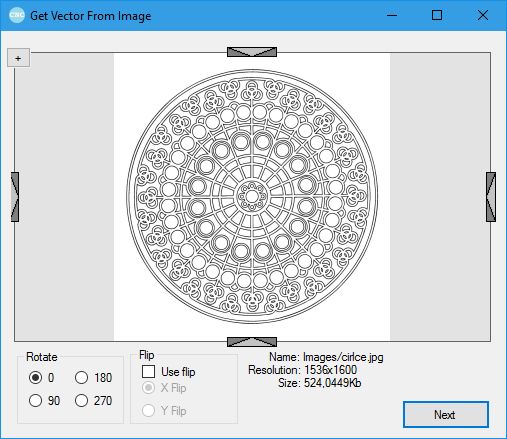 CNC Get Vector From Image
+
Rotate
0 180
90 270
Flip
Use flip
X Flip
Y Flip
Name: Images/cirlce.jpg
Resolution: 1536x1600
Size: 524,0449Kb
Next